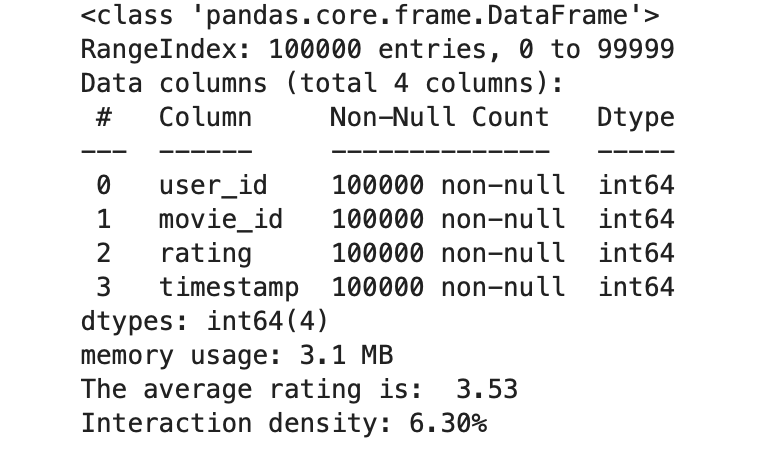 <class 'pandas.core.frame.DataFrame'>
RangeIndex: 100000 entries, 0 to 99999
Data columns (total 4 columns):
 #   Column     Non-Null Count   Dtype
---  ------     --------------   -----
 0   user_id    100000 non-null  int64
 1   movie_id   100000 non-null  int64
 2   rating     100000 non-null  int64
 3   timestamp  100000 non-null  int64
dtypes: int64(4)
memory usage: 3.1 MB
The average rating is:  3.53
Interaction density: 6.30%